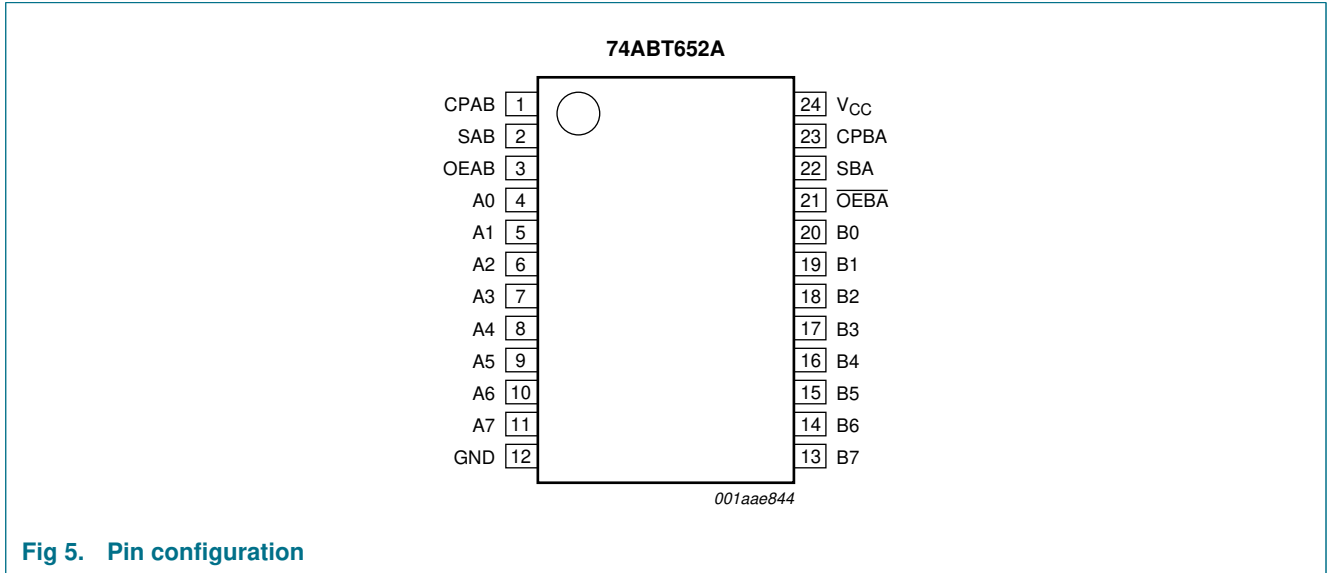 74ABT652A
CPAB 1 24 VCC
SAB 2 23 CPBA
OEAB 3 22 SBA
A0 4 21 O̅E̅B̅A̅
A1 5 20 B0
A2 6 19 B1
A3 7 18 B2
A4 8 17 B3
A5 9 16 B4
A6 10 15 B5
A7 11 14 B6
GND 12 13 B7
001aae844
Fig 5. Pin configuration